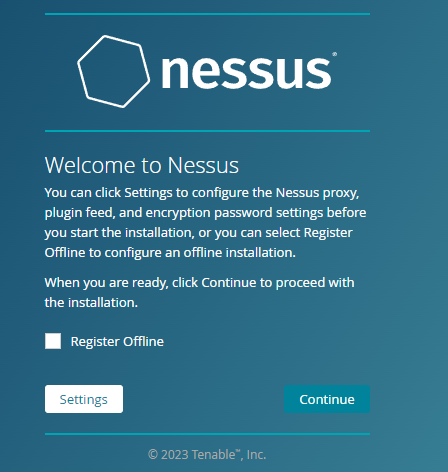 nessus®
Welcome to Nessus
You can click Settings to configure the Nessus proxy,
plugin feed, and encryption password settings before
you start the installation, or you can select Register
Offline to configure an offline installation.
When you are ready, click Continue to proceed with
the installation.
Register Offline
Settings
Continue
© 2023 Tenable™, Inc.